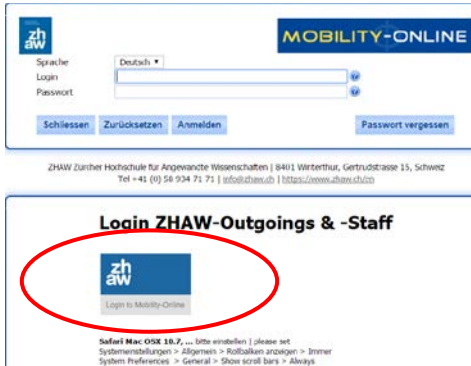 zh
aw
MOBILITY-ONLINE
Sprache Deutsch
Login
Passwort
Schliessen Zurücksetzen Anmelden Passwort vergessen
ZHAW Zürcher Hochschule für Angewandte Wissenschaften | 8401 Winterthur, Gertrudstrasse 15, Schweiz
Tel +41 (0) 58 934 71 71 | info@zhaw.ch | https://www.zhaw.ch/en
Login ZHAW-Outgoings & -Staff
zh
aw
Login to Mobility-Online
Safari Mac OSX 10.7, ... bitte einstellen | please set
Systemeinstellungen > Allgemein > Rollbalken anzeigen > Immer
System Preferences > General > Show scroll bars > Always